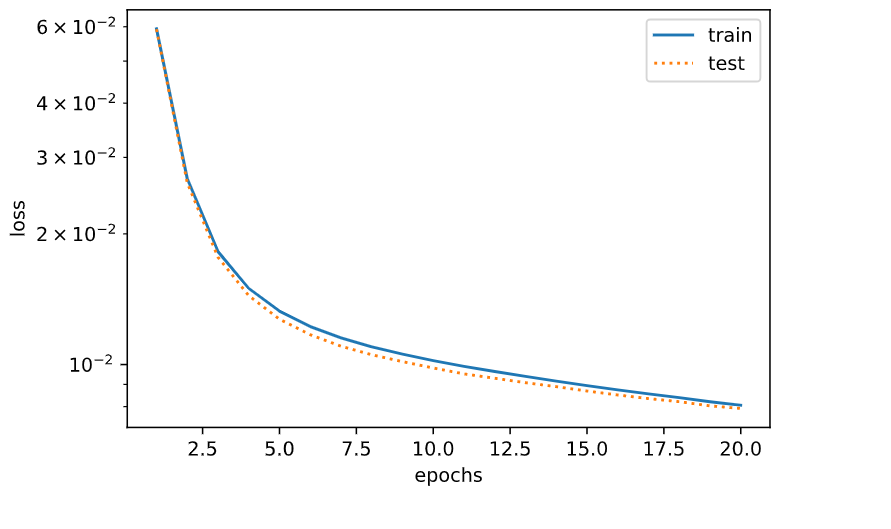 6 × 10⁻²
4 × 10⁻²
3 × 10⁻²
2 × 10⁻²
10⁻²
loss
train
test
2.5 5.0 7.5 10.0 12.5 15.0 17.5 20.0
epochs